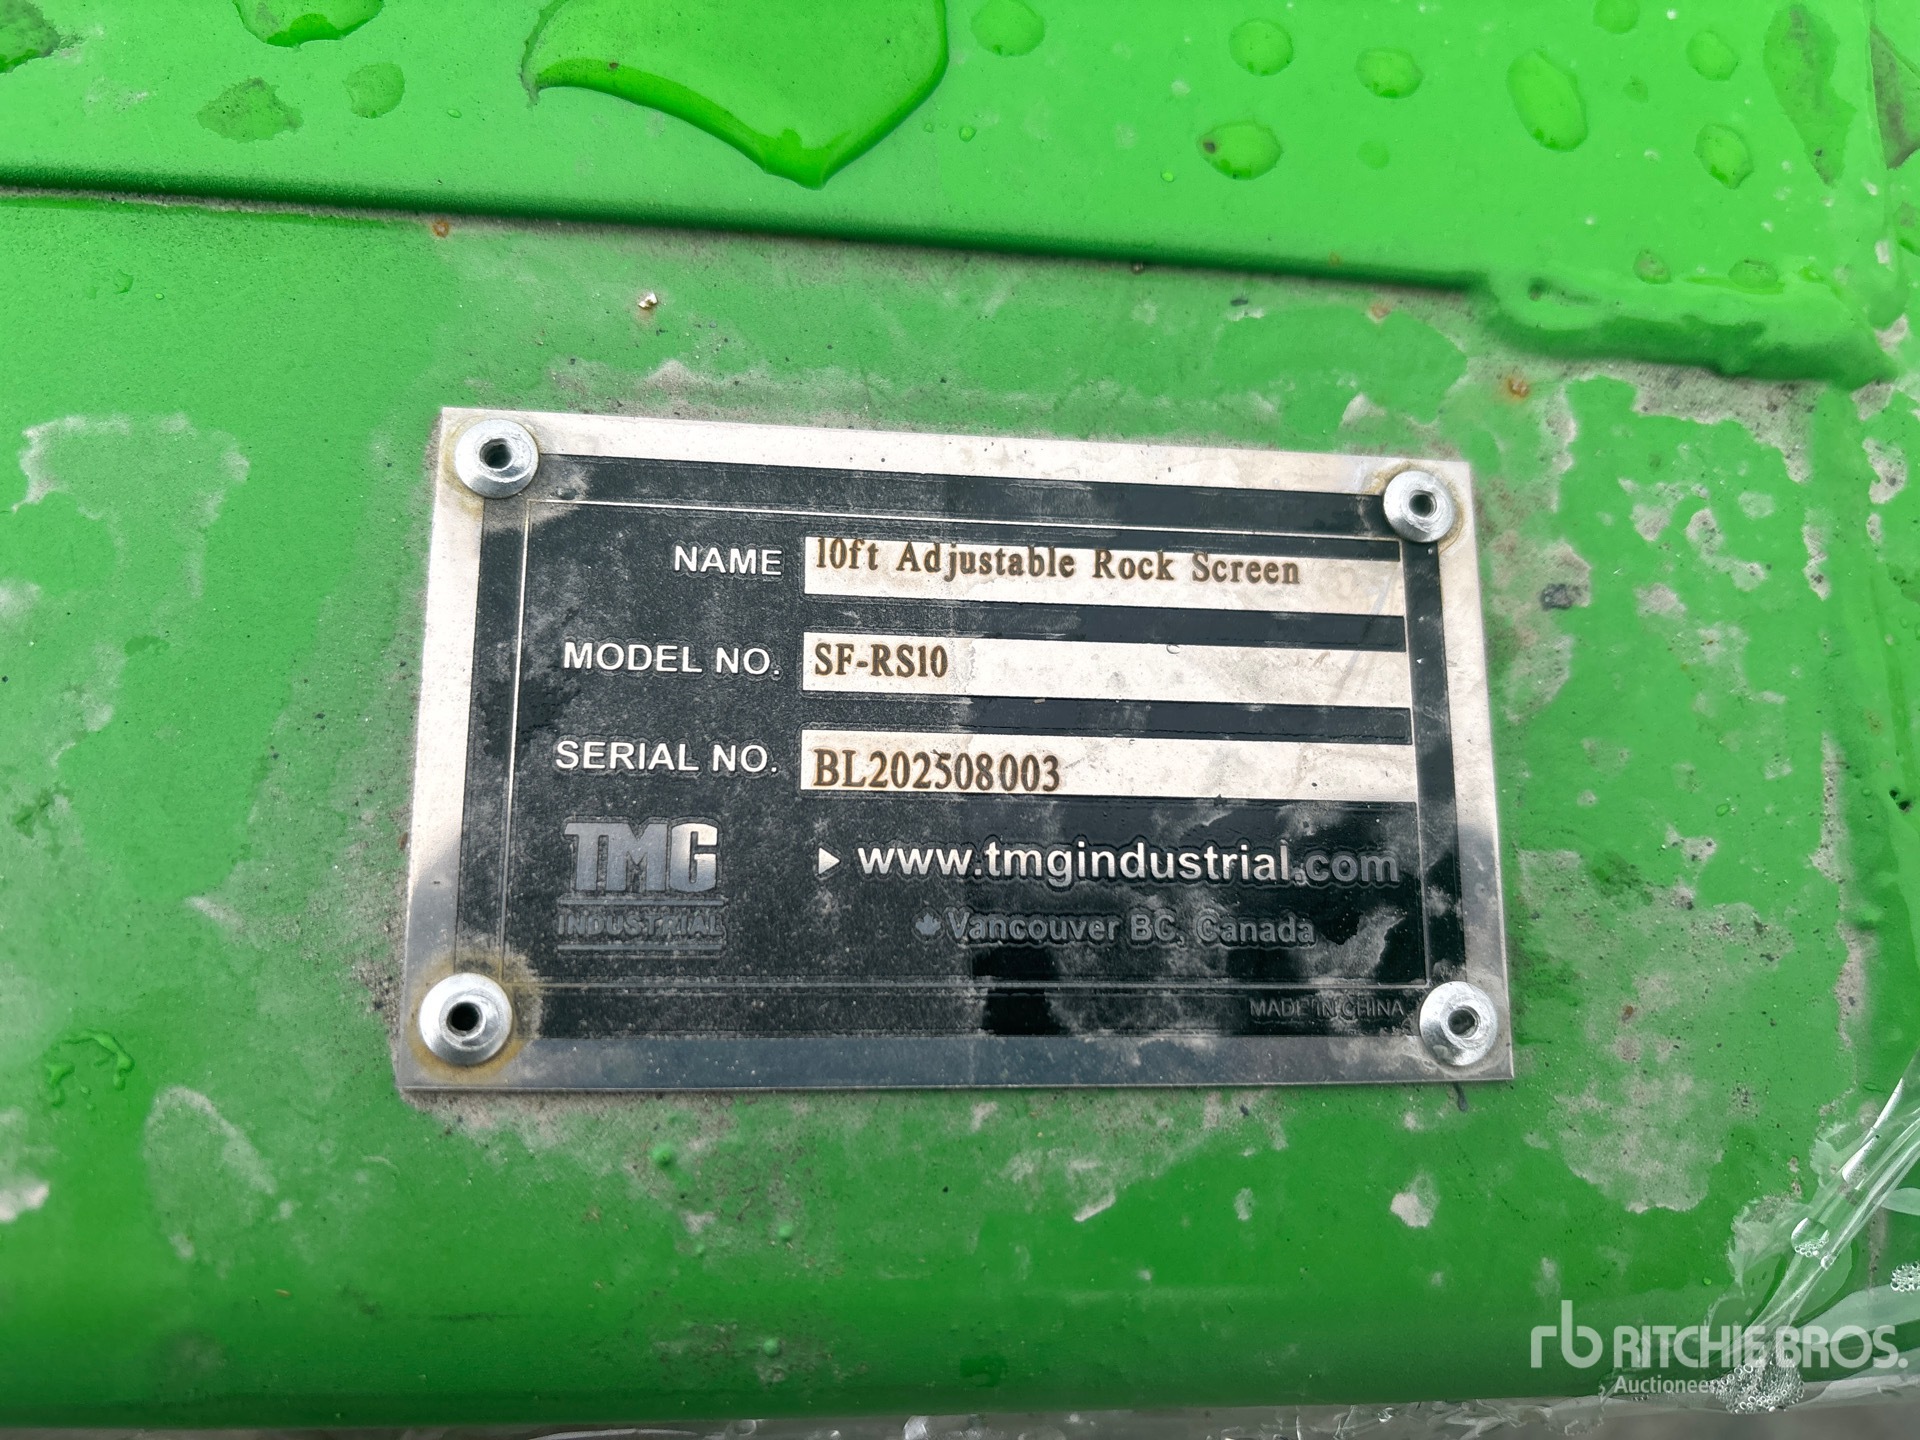 NAME 10ft Adjustable Rock Screen
MODEL NO. SF-RS10
SERIAL NO. BL202508003
TMG
INDUSTRIAL
www.tmgindustrial.com
Vancouver BC, Canada
MADE IN CHINA
rb RITCHIE BROS.
Auctioneers